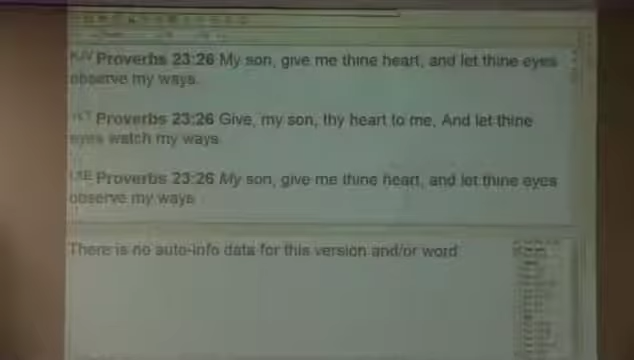 KJV Proverbs 23:26 My son, give me thine heart, and let thine eyes
observe my ways.
YLT Proverbs 23:26 Give, my son, thy heart to me, And let thine
eyes watch my ways.
Proverbs 23:26 My son, give me thine heart, and let thine eyes
observe my ways
There is no auto-info data for this version and/or word